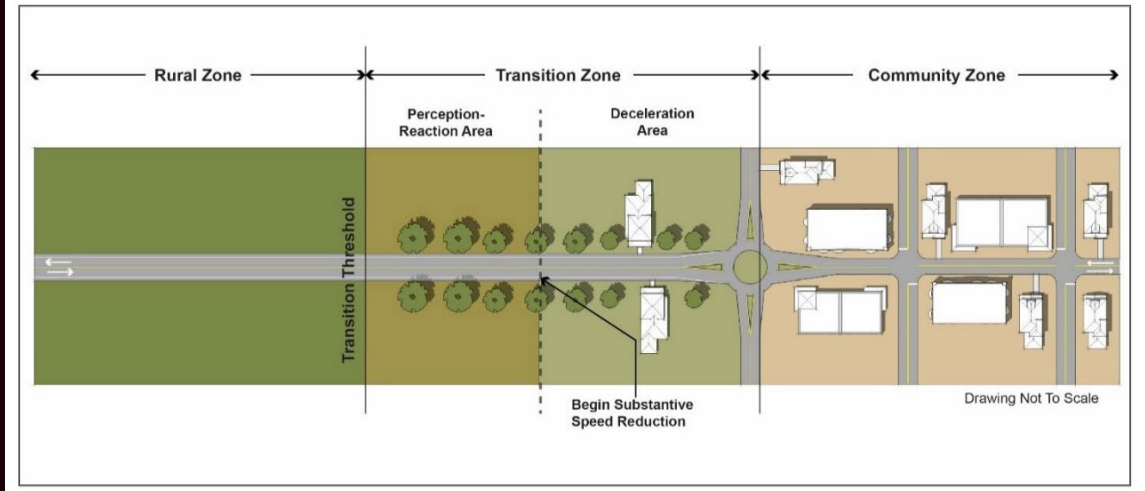 Rural Zone
Transition Zone
Community Zone
Perception-
Reaction Area
Deceleration
Area
Transition Threshold
Begin Substantive
Speed Reduction
Drawing Not To Scale